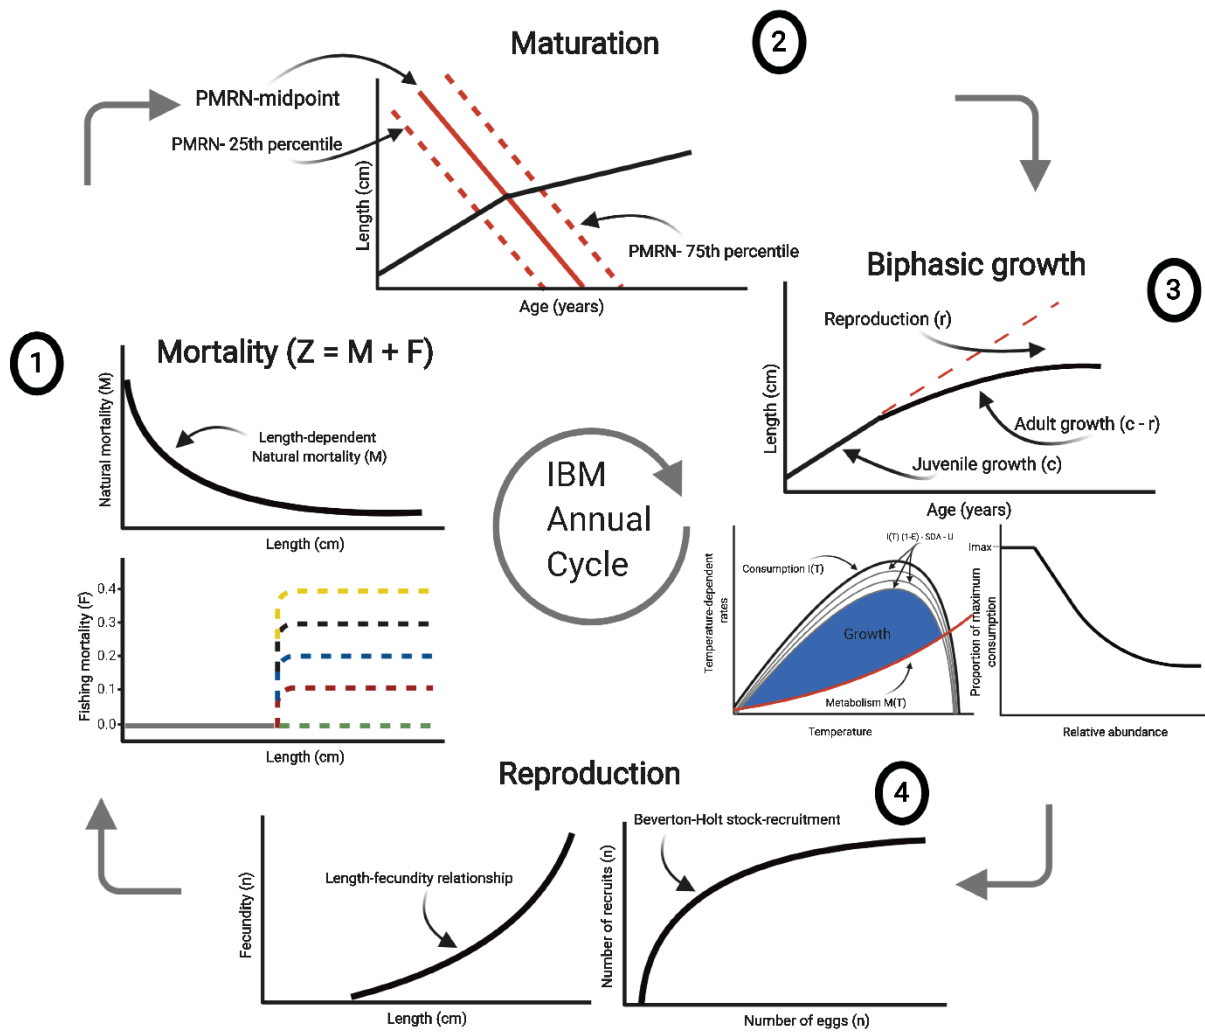 Maturation
2
PMRN-midpoint
PMRN- 25th percentile
PMRN- 75th percentile
Length (cm)
Age (years)
Biphasic growth
3
Reproduction (r)
Adult growth (c - r)
Juvenile growth (c)
Length (cm)
Age (years)
1
Mortality (Z = M + F)
Natural mortality (M)
Length-dependent
Natural mortality (M)
Length (cm)
IBM
Annual
Cycle
Fishing mortality (F)
0.4
0.3
0.2
0.1
0.0
Length (cm)
Temperature-dependent
rates
Consumption I(T)
I(T) (1-E) - SDA - U
Growth
Metabolism M(T)
Temperature
Proportion of maximum
consumption
Imax
Relative abundance
Reproduction
4
Fecundity (n)
Length-fecundity relationship
Length (cm)
Beverton-Holt stock-recruitment
Number of recruits (n)
Number of eggs (n)